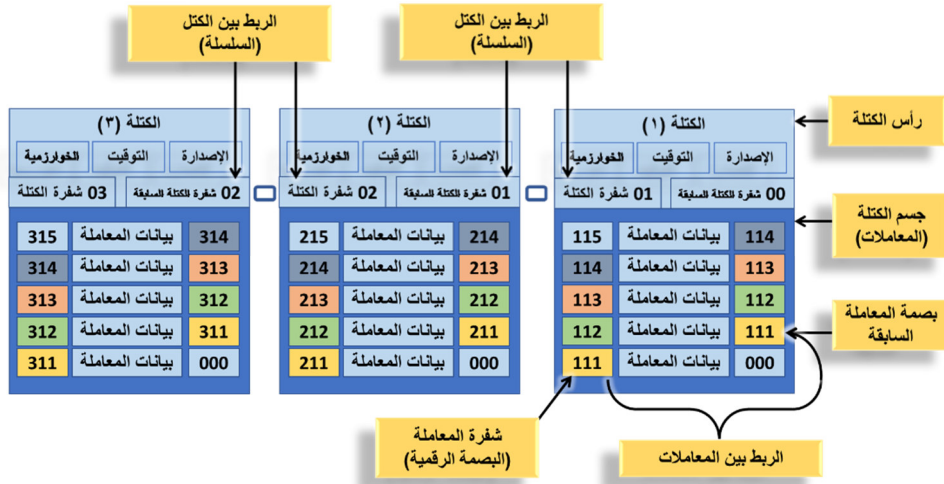 الربط بين الكتل
(السلسلة)
الربط بين الكتل
(السلسلة)
رأس الكتلة
جسم الكتلة
(المعاملات)
بصمة المعاملة
السابقة
الكتلة (١)
الإصدارة
التوقيت
الخوارزمية
00 شفرة الكتلة السابقة
01 شفرة الكتلة
114 بيانات المعاملة 115
113 بيانات المعاملة 114
112 بيانات المعاملة 113
111 بيانات المعاملة 112
000 بيانات المعاملة 111
الكتلة (٢)
الإصدارة
التوقيت
الخوارزمية
01 شفرة الكتلة السابقة
02 شفرة الكتلة
214 بيانات المعاملة 215
213 بيانات المعاملة 214
212 بيانات المعاملة 213
211 بيانات المعاملة 212
000 بيانات المعاملة 211
الكتلة (٣)
الإصدارة
التوقيت
الخوارزمية
02 شفرة الكتلة السابقة
03 شفرة الكتلة
314 بيانات المعاملة 315
313 بيانات المعاملة 314
312 بيانات المعاملة 313
311 بيانات المعاملة 312
000 بيانات المعاملة 311
الربط بين المعاملات
شفرة المعاملة
(البصمة الرقمية)